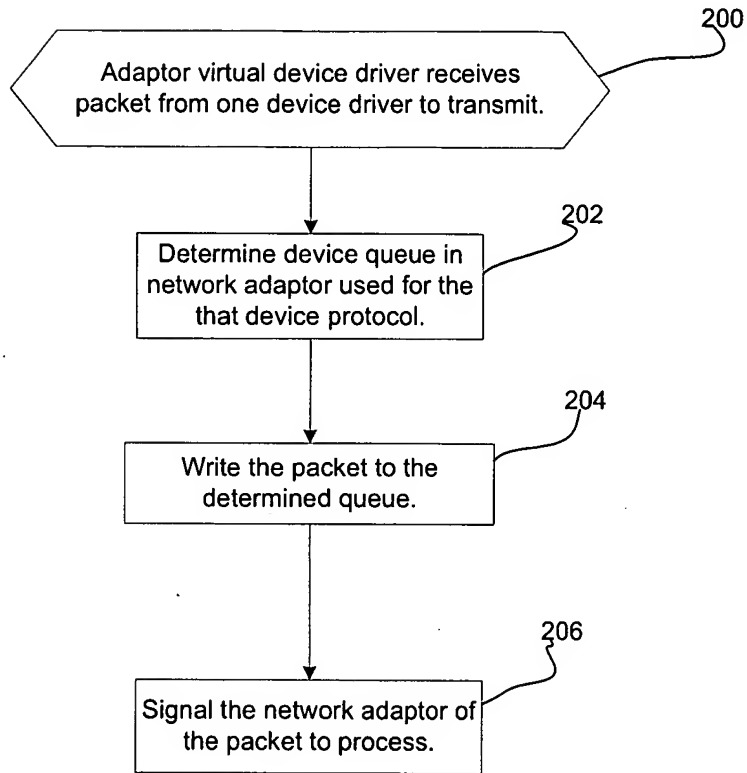 200
Adaptor virtual device driver receives
packet from one device driver to transmit.
202
Determine device queue in
network adaptor used for the
that device protocol.
204
Write the packet to the
determined queue.
206
Signal the network adaptor of
the packet to process.